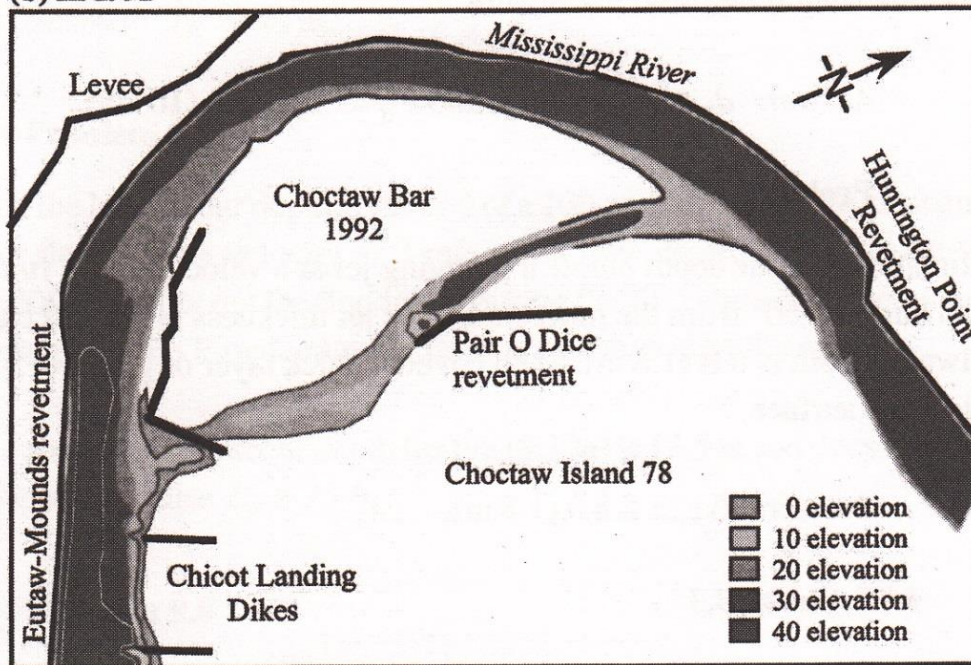 Mississippi River
Levee
N
Choctaw Bar
1992
Huntington Point
Revetment
Pair O Dice
revetment
Eutaw–Mounds revetment
Choctaw Island 78
Chicot Landing
Dikes
0 elevation
10 elevation
20 elevation
30 elevation
40 elevation